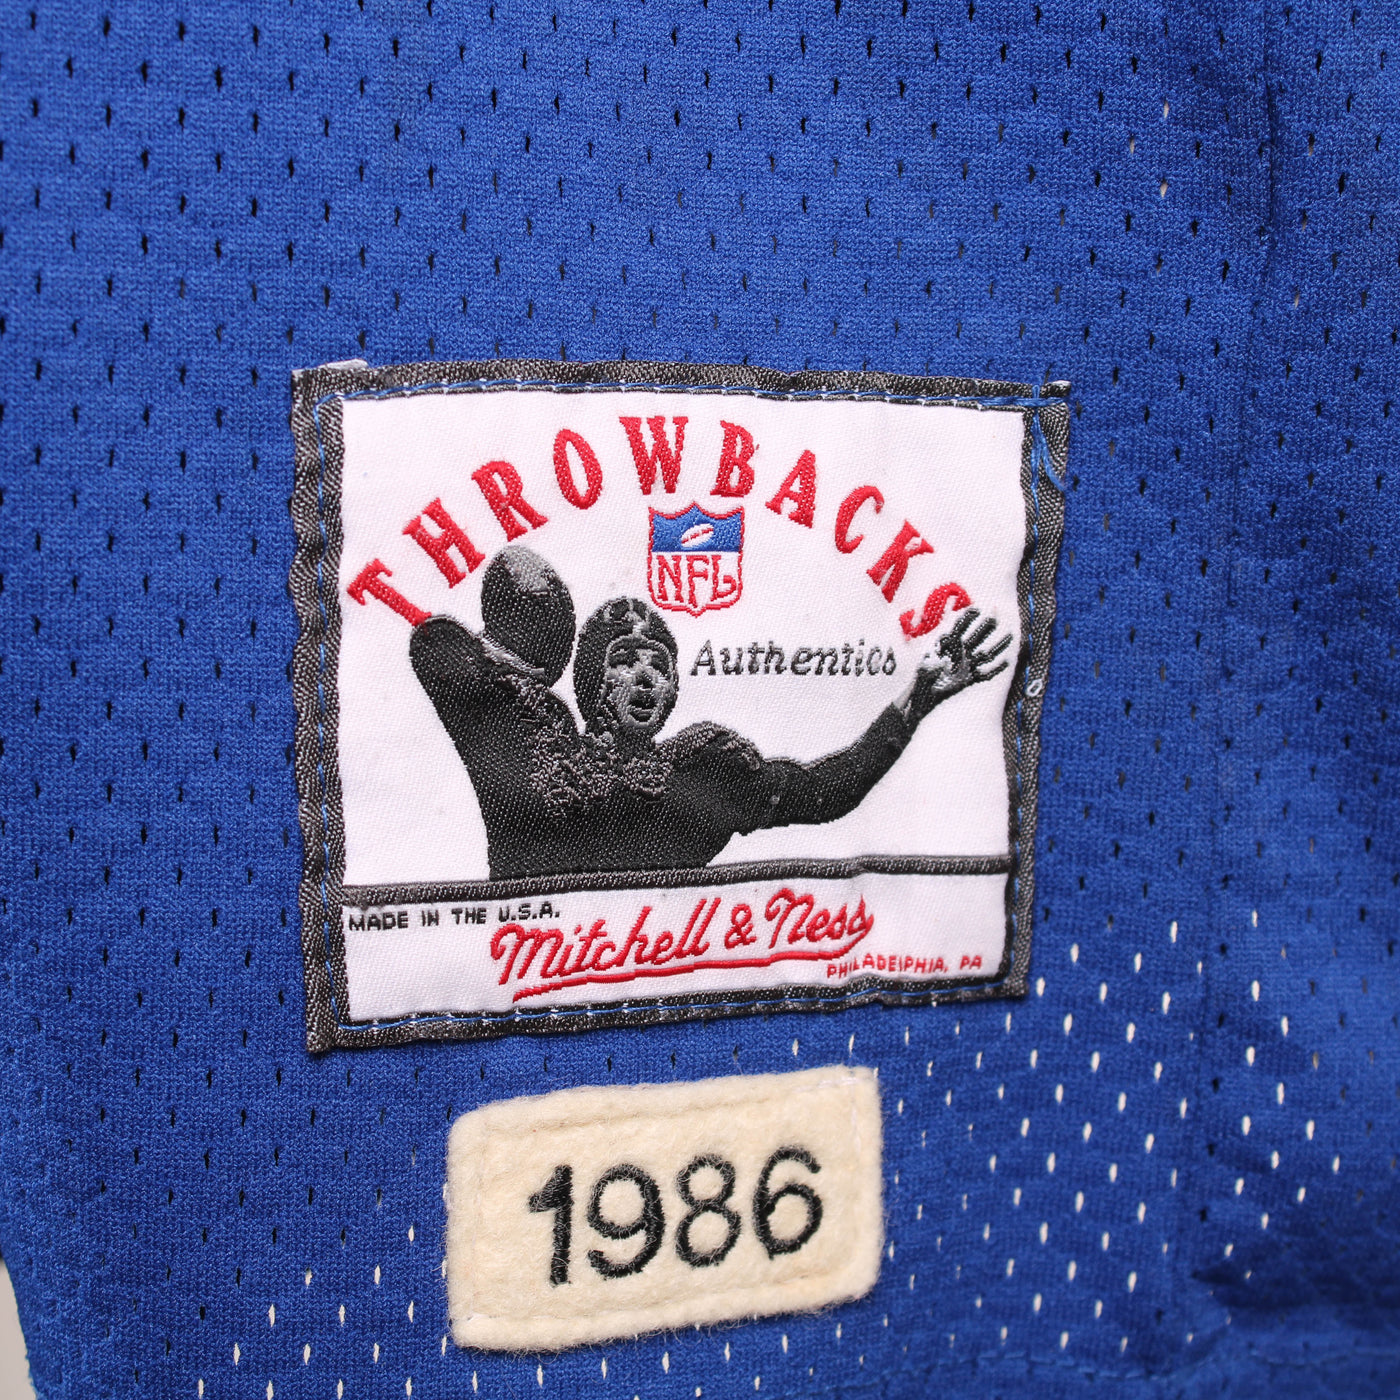 THROWBACKS
NFL
Authentics
MADE IN THE U.S.A.
Mitchell & Ness
PHILADELPHIA, PA
1986